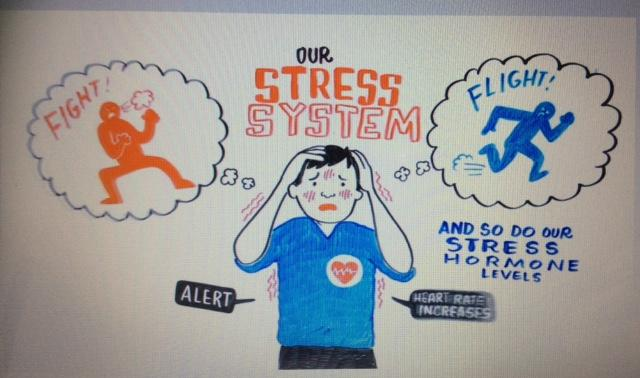 OUR
STRESS
SYSTEM
FIGHT!
FLIGHT!
AND SO DO OUR
STRESS
HORMONE
LEVELS
ALERT
HEART RATE
INCREASES